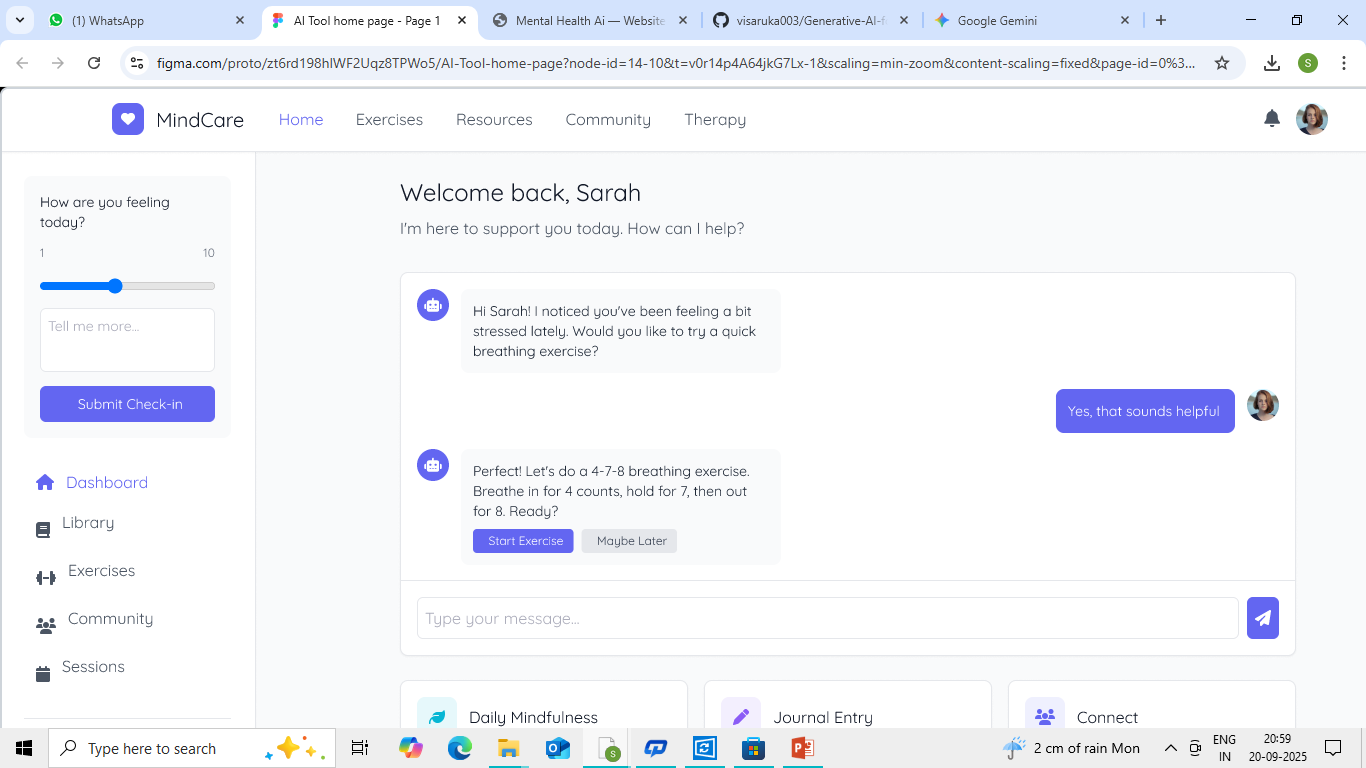 (1) WhatsApp
AI Tool home page - Page 1
Mental Health Ai — Website
visaruka003/Generative-AI-f
Google Gemini
figma.com/proto/zt6rd198hlWF2Uqz8TPWo5/AI-Tool-home-page?node-id=14-10&t=v0r14p4A64jkG7Lx-1&scaling=min-zoom&content-scaling=fixed&page-id=0%3...
S
MindCare
Home
Exercises
Resources
Community
Therapy
How are you feeling
today?
1
10
Tell me more...
Submit Check-in
Dashboard
Library
Exercises
Community
Sessions
Welcome back, Sarah
I'm here to support you today. How can I help?
Hi Sarah! I noticed you've been feeling a bit
stressed lately. Would you like to try a quick
breathing exercise?
Yes, that sounds helpful
Perfect! Let's do a 4-7-8 breathing exercise.
Breathe in for 4 counts, hold for 7, then out
for 8. Ready?
Start Exercise
Maybe Later
Type your message...
Daily Mindfulness
Journal Entry
Connect
Type here to search
S
2 cm of rain Mon
ENG
IN
20:59
20-09-2025